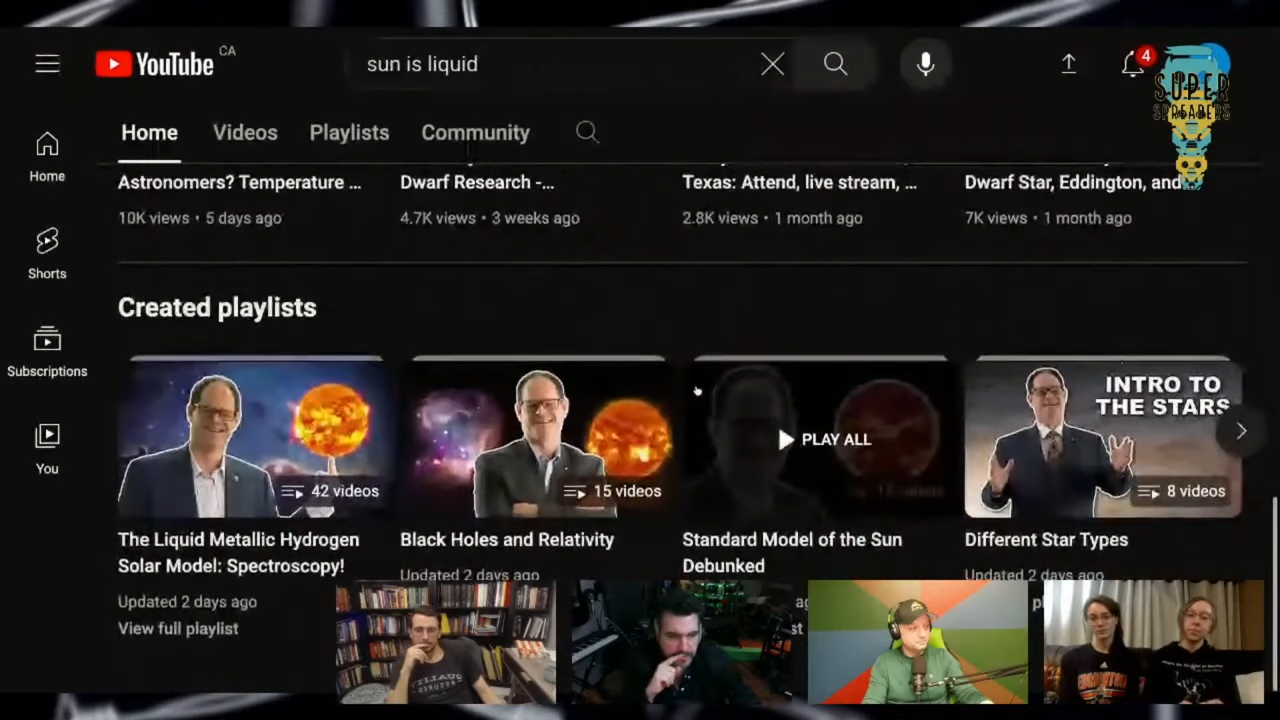 YouTube
CA
sun is liquid
4
SUPER
SPREADERS
Home
Videos
Playlists
Community
Home
Shorts
Subscriptions
You
Astronomers? Temperature ...
10K views • 5 days ago
Dwarf Research -...
4.7K views • 3 weeks ago
Texas: Attend, live stream, ...
2.8K views • 1 month ago
Dwarf Star, Eddington, and
7K views • 1 month ago
Created playlists
42 videos
The Liquid Metallic Hydrogen
Solar Model: Spectroscopy!
Updated 2 days ago
View full playlist
15 videos
Black Holes and Relativity
Updated 2 days ago
PLAY ALL
Standard Model of the Sun
Debunked
INTRO TO
THE STARS
8 videos
Different Star Types
Updated 2 days ago